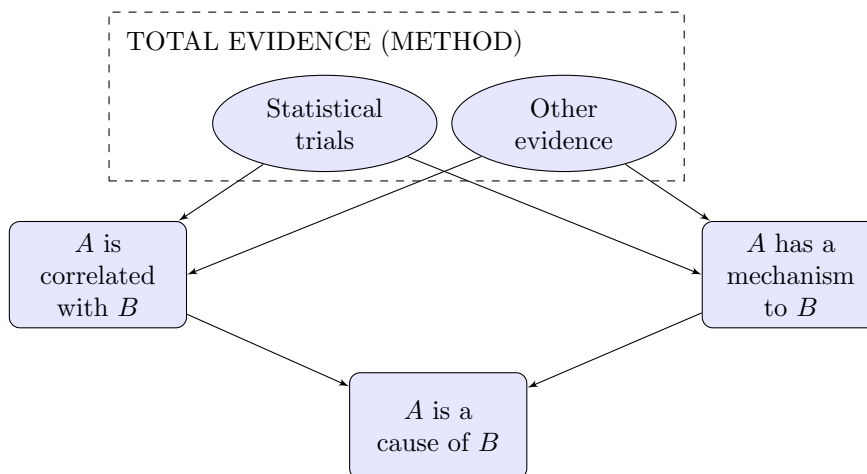 TOTAL EVIDENCE (METHOD)
Statistical
trials
Other
evidence
A is
correlated
with B
A has a
mechanism
to B
A is a
cause of B